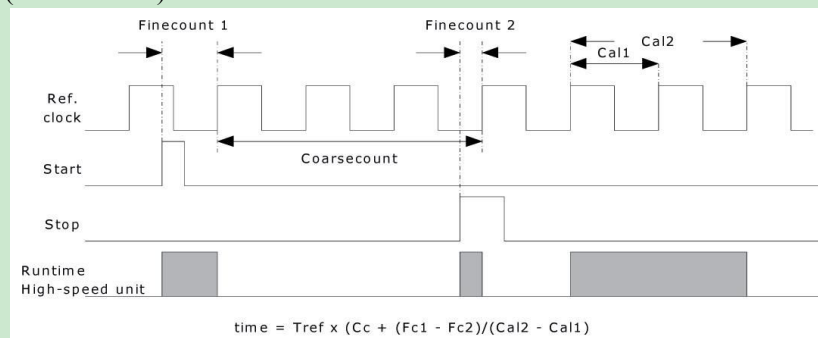 Finecount 1
Finecount 2
Cal2
Cal1
Ref.
clock
Coarsecount
Start
Stop
Runtime
High-speed unit
time = Tref x (Cc + (Fc1 - Fc2)/(Cal2 - Cal1)